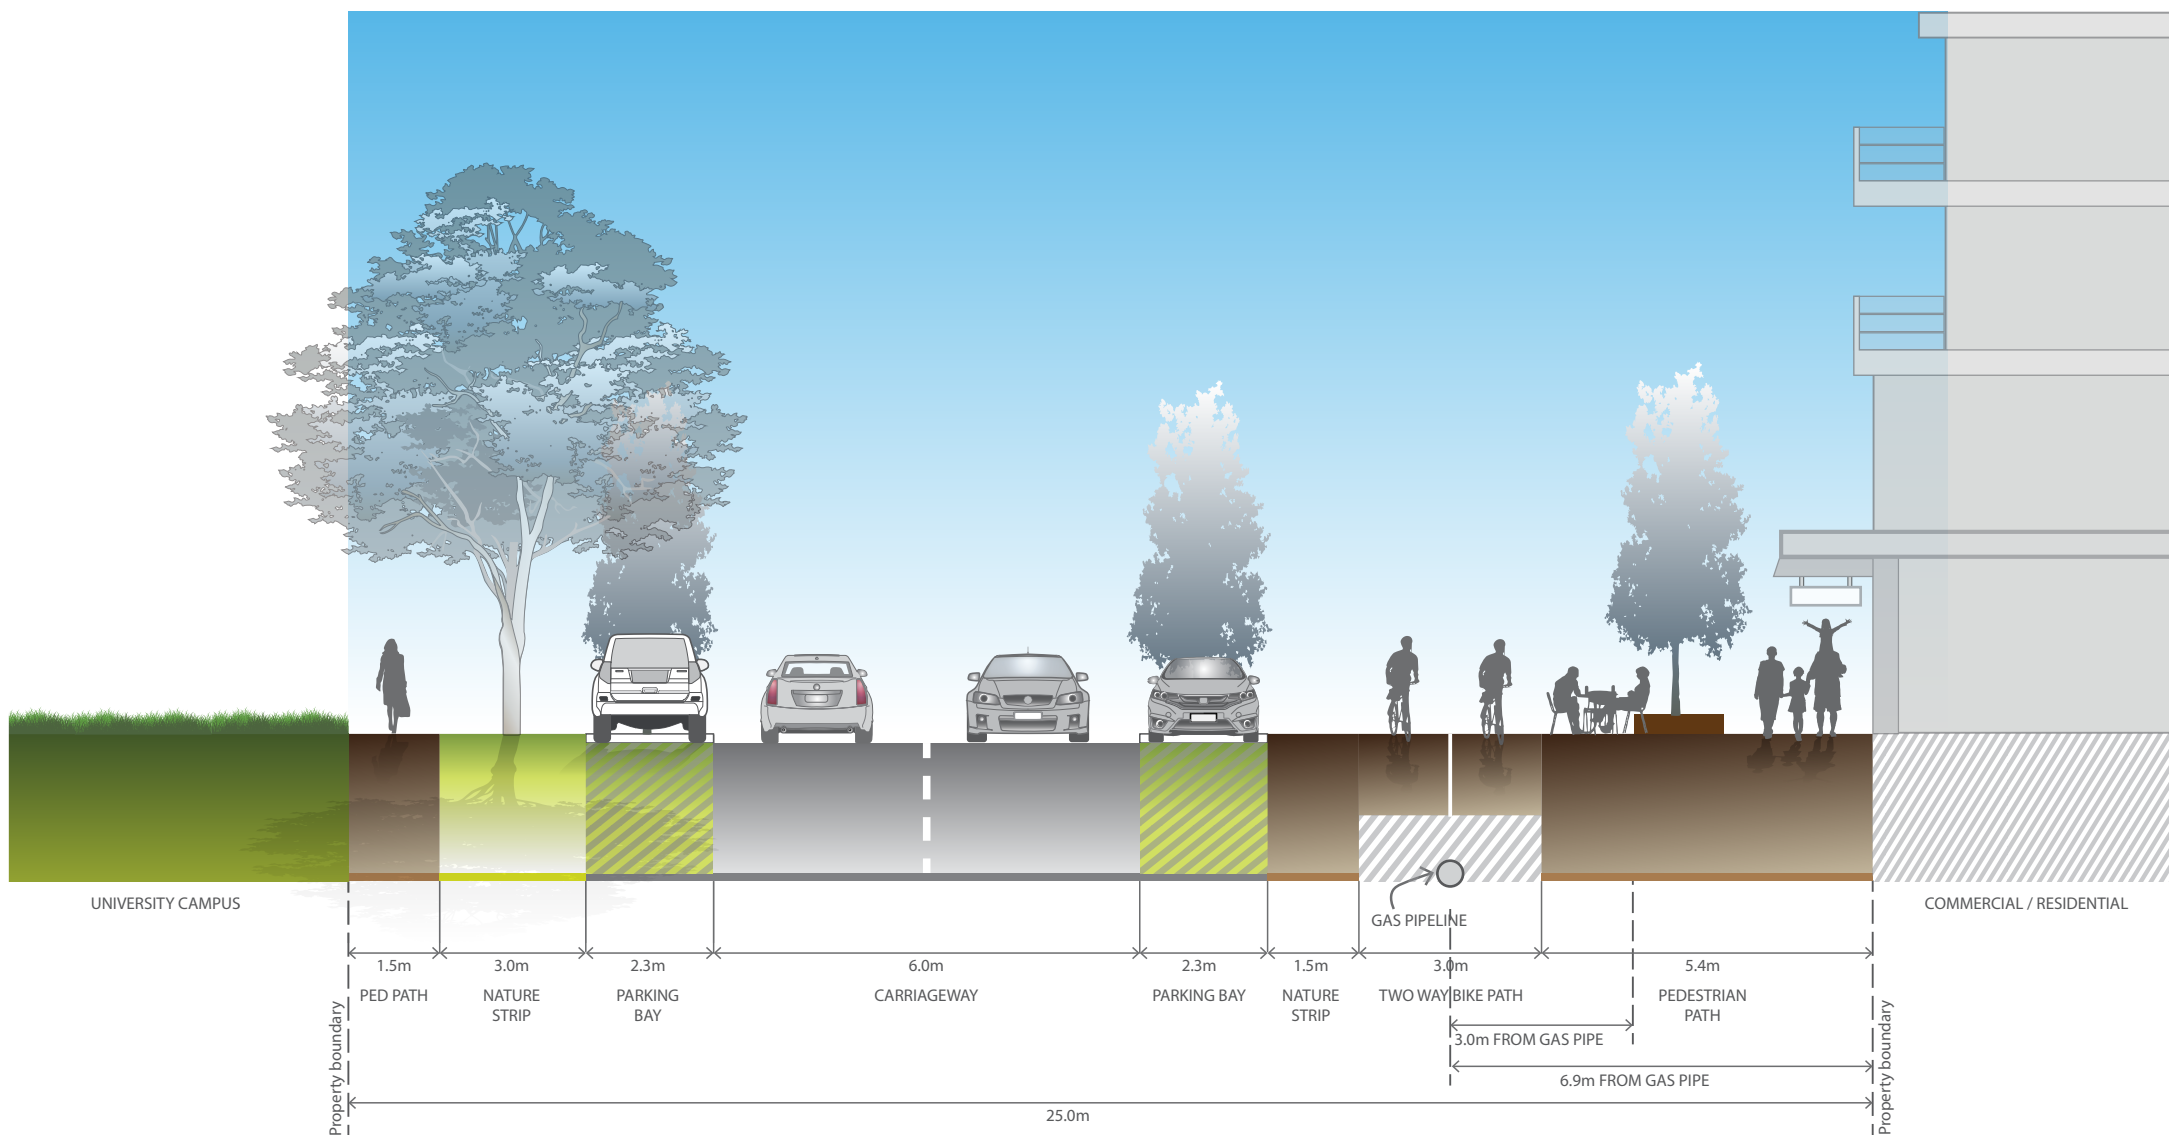 UNIVERSITY CAMPUS
GAS PIPELINE
COMMERCIAL / RESIDENTIAL
1.5m
3.0m
2.3m
6.0m
2.3m
1.5m
3.0m
5.4m
PED PATH
NATURE
STRIP
PARKING
BAY
CARRIAGEWAY
PARKING BAY
NATURE
STRIP
TWO WAY BIKE PATH
PEDESTRIAN
PATH
3.0m FROM GAS PIPE
6.9m FROM GAS PIPE
Property boundary
Property boundary
25.0m